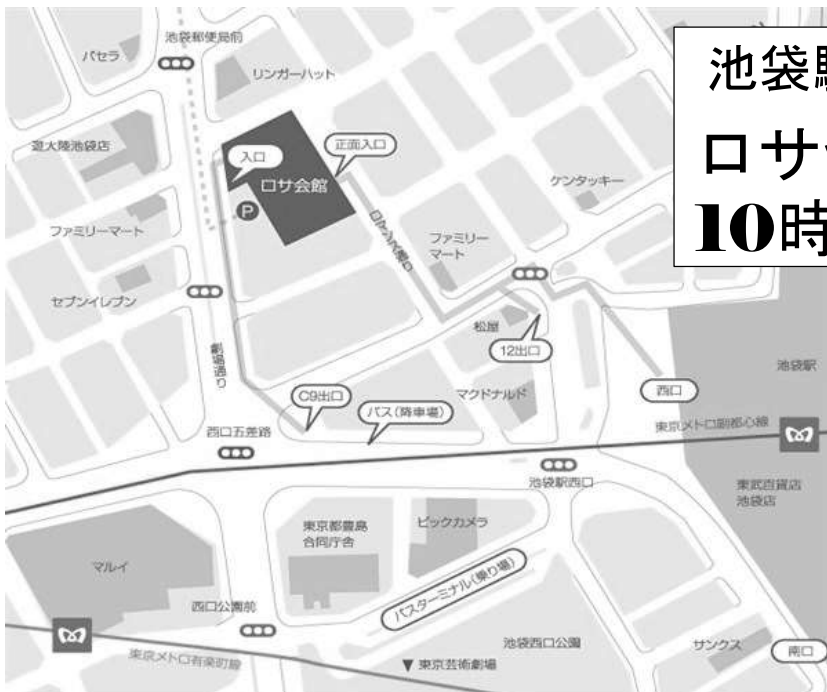 池袋郵便局前
パセラ
リンガーハット
池袋駅
ロサ
10時
遊大陸池袋店
入口
正面入口
ロサ会館
P
ケンタッキー
ファミリーマート
ファミリー
マート
セブンイレブン
劇場通り
松屋
12出口
池袋駅
C9出口
マクドナルド
西口
バス(降車場)
西口五差路
東京メトロ副都心線
池袋駅西口
東武百貨店
池袋店
東京都豊島
合同庁舎
ビックカメラ
マルイ
バスターミナル(乗り場)
西口公園前
池袋西口公園
サンクス
南口
東京メトロ有楽町線
▼東京芸術劇場